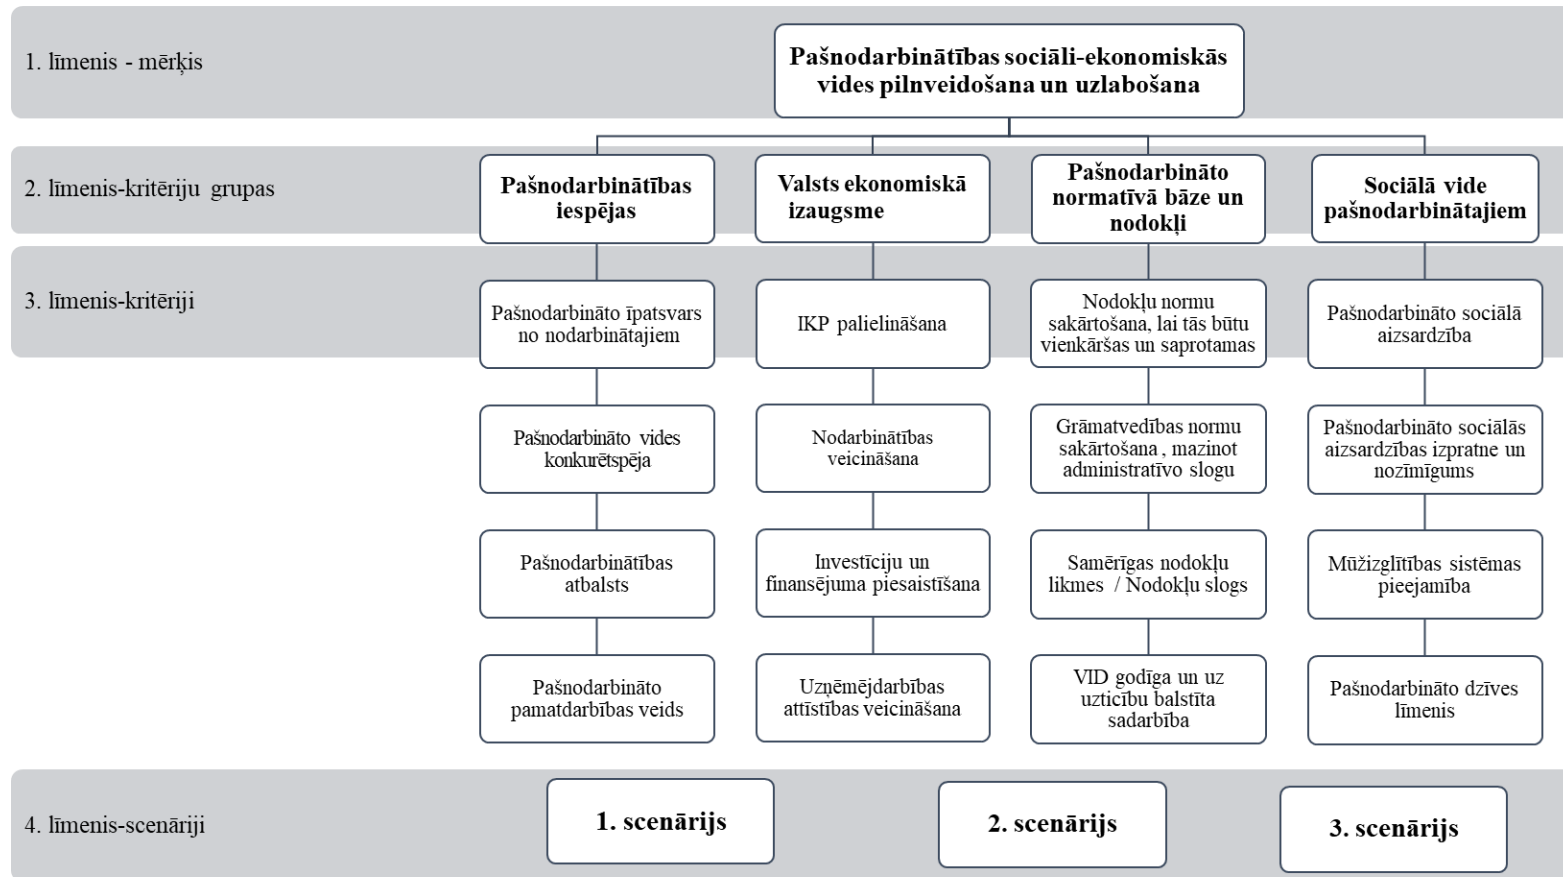 1. līmenis - mērķis
Pašnodarbinātības sociāli-ekonomiskās
vides pilnveidošana un uzlabošana
2. līmenis-kritēriju grupas
Pašnodarbinātības
iespējas
Valsts ekonomiskā
izaugsme
Pašnodarbināto
normatīvā bāze un
nodokļi
Sociālā vide
pašnodarbinātajiem
3. līmenis-kritēriji
Pašnodarbināto īpatsvars
no nodarbinātajiem
IKP palielināšana
Nodokļu normu
sakārtošana, lai tās būtu
vienkāršas un saprotamas
Pašnodarbināto sociālā
aizsardzība
Pašnodarbināto vides
konkurētspēja
Nodarbinātības
veicināšana
Grāmatvedības normu
sakārtošana , mazinot
administratīvo slogu
Pašnodarbināto sociālās
aizsardzības izpratne un
nozīmīgums
Pašnodarbinātības
atbalsts
Investīciju un
finansējuma piesaistīšana
Samērīgas nodokļu
likmes / Nodokļu slogs
Mūžizglītības sistēmas
pieejamība
Pašnodarbināto
pamatdarbības veids
Uzņēmējdarbības
attīstības veicināšana
VID godīga un uz
uzticību balstīta
sadarbība
Pašnodarbināto dzīves
līmenis
4. līmenis-scenāriji
1. scenārijs
2. scenārijs
3. scenārijs